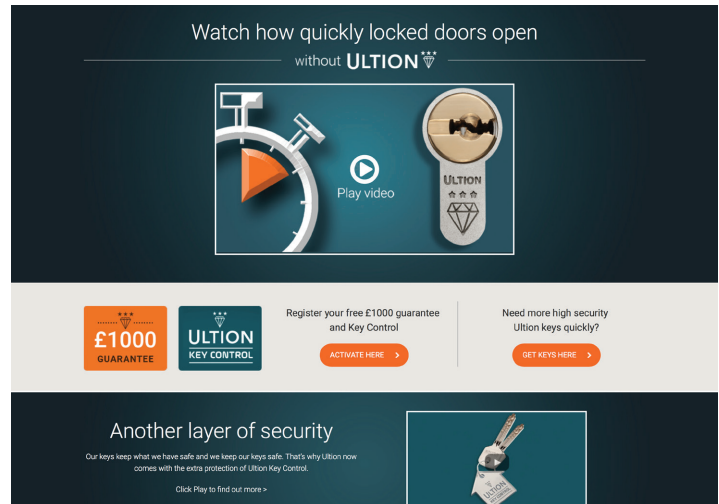 Watch how quickly locked doors open
without ULTION
Play video
ULTION
£1000
GUARANTEE
ULTION
KEY CONTROL
Register your free £1000 guarantee
and Key Control
ACTIVATE HERE >
Need more high security
Ultion keys quickly?
GET KEYS HERE >
Another layer of security
Our keys keep what we have safe and we keep our keys safe. That's why Ultion now
comes with the extra protection of Ultion Key Control.
Click Play to find out more >
ULTION
KEY CONTROL